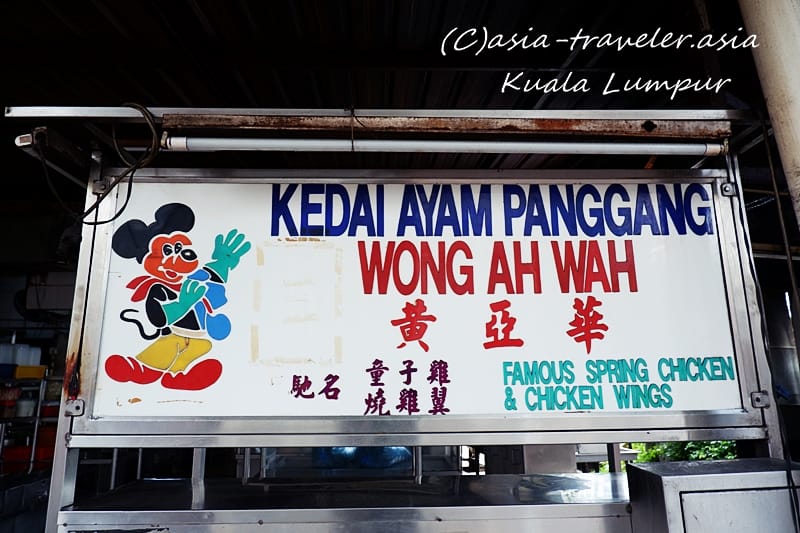 (C)asia-traveler.asia
Kuala Lumpur
KEDAI AYAM PANGGANG
WONG AH WAH
黃亞華
馳名 童子雞
燒雞翼
FAMOUS SPRING CHICKEN
& CHICKEN WINGS